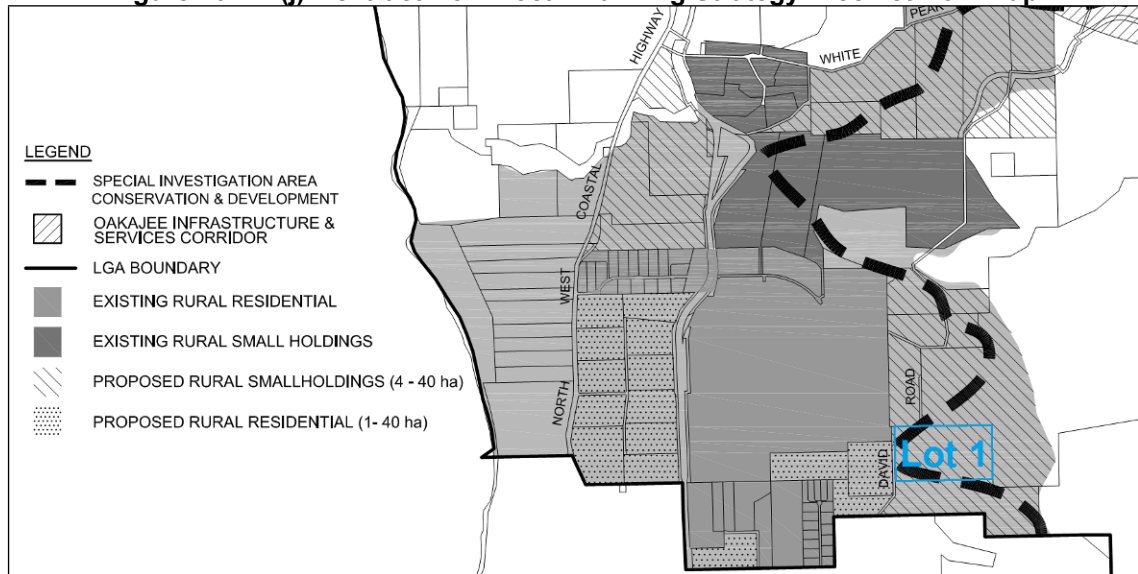 PEAK
WHITE
HIGHWAY
COASTAL
WEST
NORTH
ROAD
DAVID
Lot 1
LEGEND
SPECIAL INVESTIGATION AREA
CONSERVATION & DEVELOPMENT
OAKAJEE INFRASTRUCTURE &
SERVICES CORRIDOR
LGA BOUNDARY
EXISTING RURAL RESIDENTIAL
EXISTING RURAL SMALL HOLDINGS
PROPOSED RURAL SMALLHOLDINGS (4 - 40 ha)
PROPOSED RURAL RESIDENTIAL (1- 40 ha)